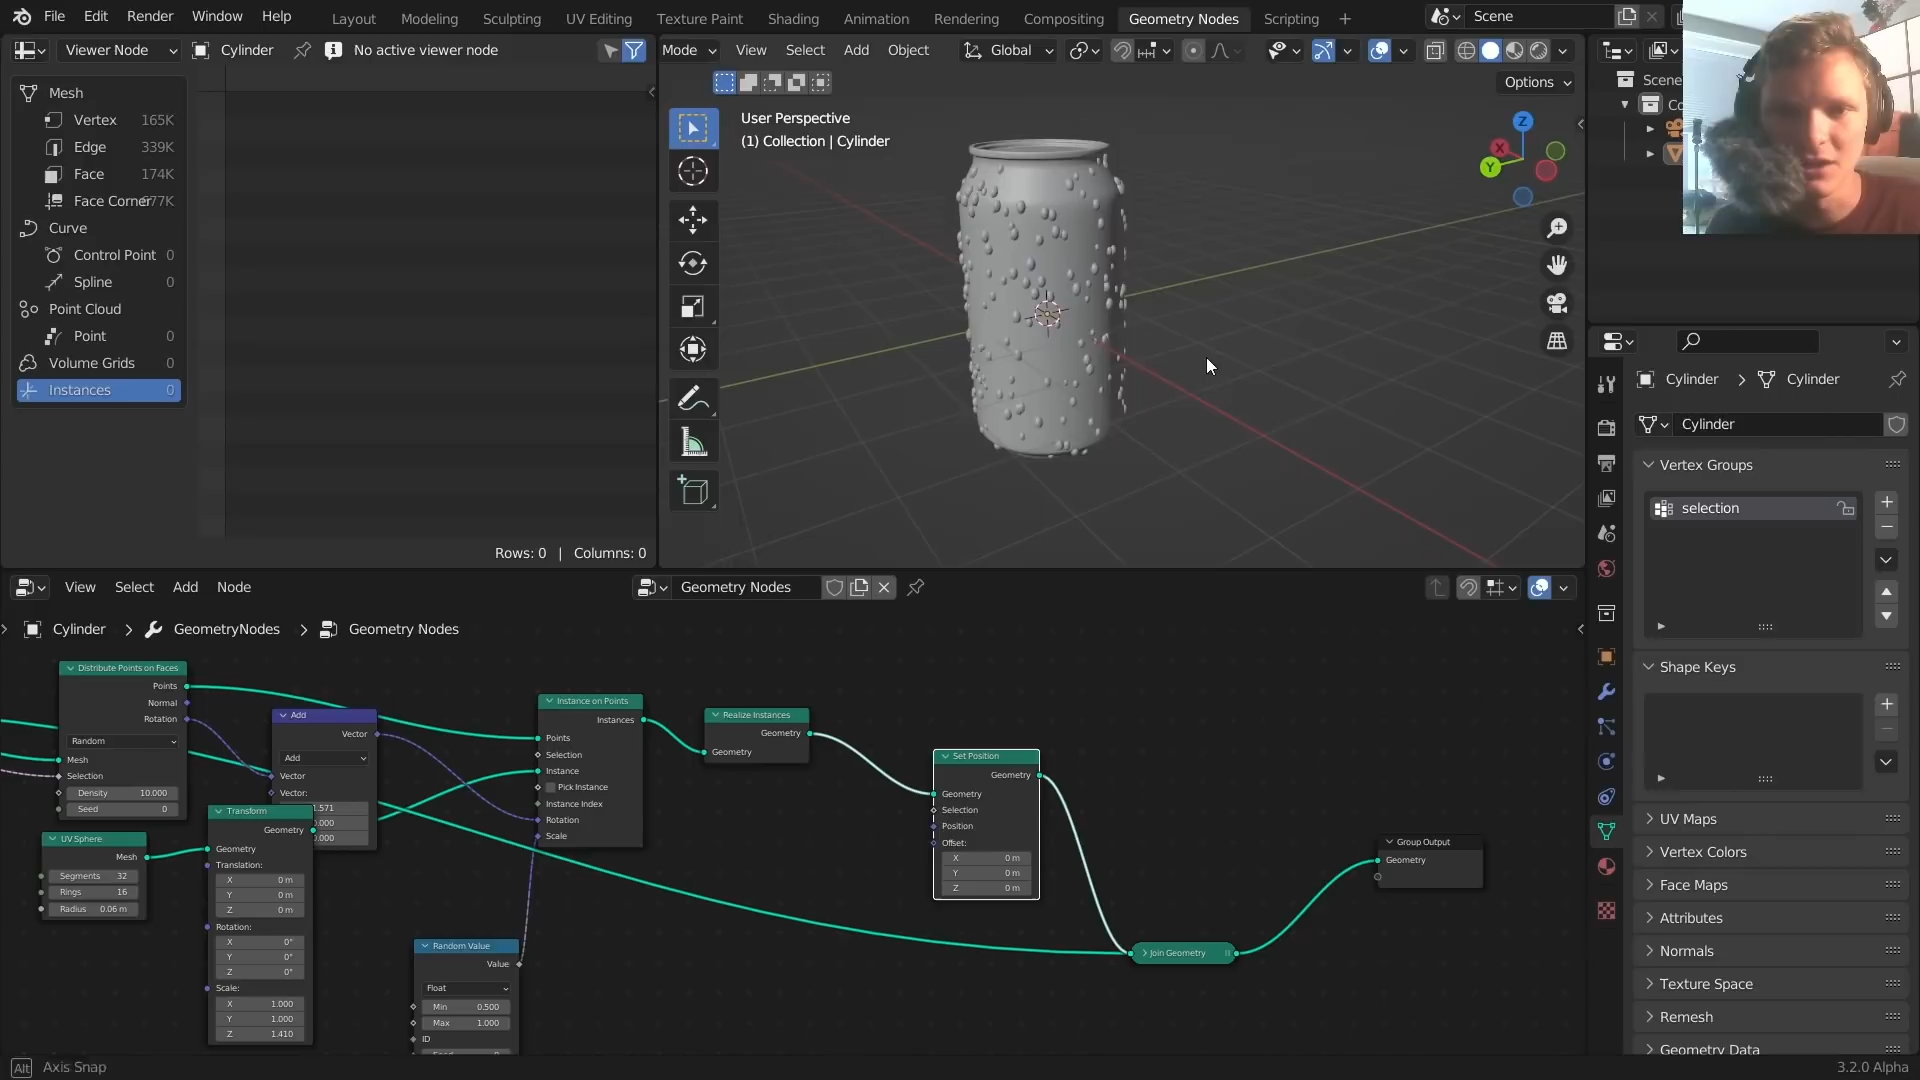 File Edit Render Window Help
Layout Modeling Sculpting UV Editing Texture Paint Shading Animation Rendering Compositing Geometry Nodes Scripting +
Scene
Viewer Node Cylinder No active viewer node
Mode View Select Add Object Global
Options
Mesh
Vertex 165K
Edge 339K
Face 174K
Face Corner 677K
Curve
Control Point 0
Spline 0
Point Cloud
Point 0
Volume Grids 0
Instances 0
Rows: 0 | Columns: 0
User Perspective
(1) Collection | Cylinder
Z
X
Y
Scene
Co
Cylinder > Cylinder
Cylinder
Vertex Groups
selection
Shape Keys
UV Maps
Vertex Colors
Face Maps
Attributes
Normals
Texture Space
Remesh
Geometry Data
View Select Add Node
Geometry Nodes
Cylinder > GeometryNodes > Geometry Nodes
Distribute Points on Faces
Points
Normal
Rotation
Random
Mesh
Selection
Density 10.000
Seed 0
UV Sphere
Mesh
Segments 32
Rings 16
Radius 0.06 m
Transform
Geometry
Geometry
Translation:
X 0 m
Y 0 m
Z 0 m
Rotation:
X 0°
Y 0°
Z 0°
Scale:
X 1.000
Y 1.000
Z 1.410
Add
Vector
Add
Vector
Vector:
1.571
0.000
0.000
Random Value
Value
Float
Min 0.500
Max 1.000
ID
Instance on Points
Instances
Points
Selection
Instance
Pick Instance
Instance Index
Rotation
Scale
Realize Instances
Geometry
Geometry
Set Position
Geometry
Geometry
Selection
Position
Offset:
X 0 m
Y 0 m
Z 0 m
Join Geometry
Group Output
Geometry
Alt Axis Snap
3.2.0 Alpha